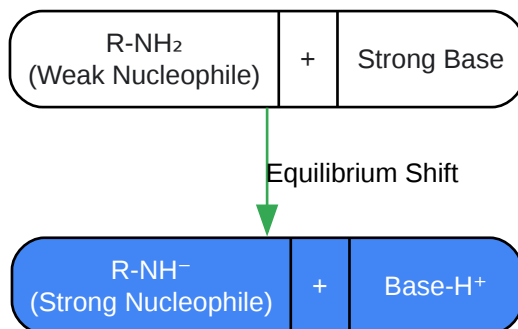 R-NH₂
(Weak Nucleophile)
+
Strong Base
Equilibrium Shift
R-NH⁻
(Strong Nucleophile)
+
Base-H⁺